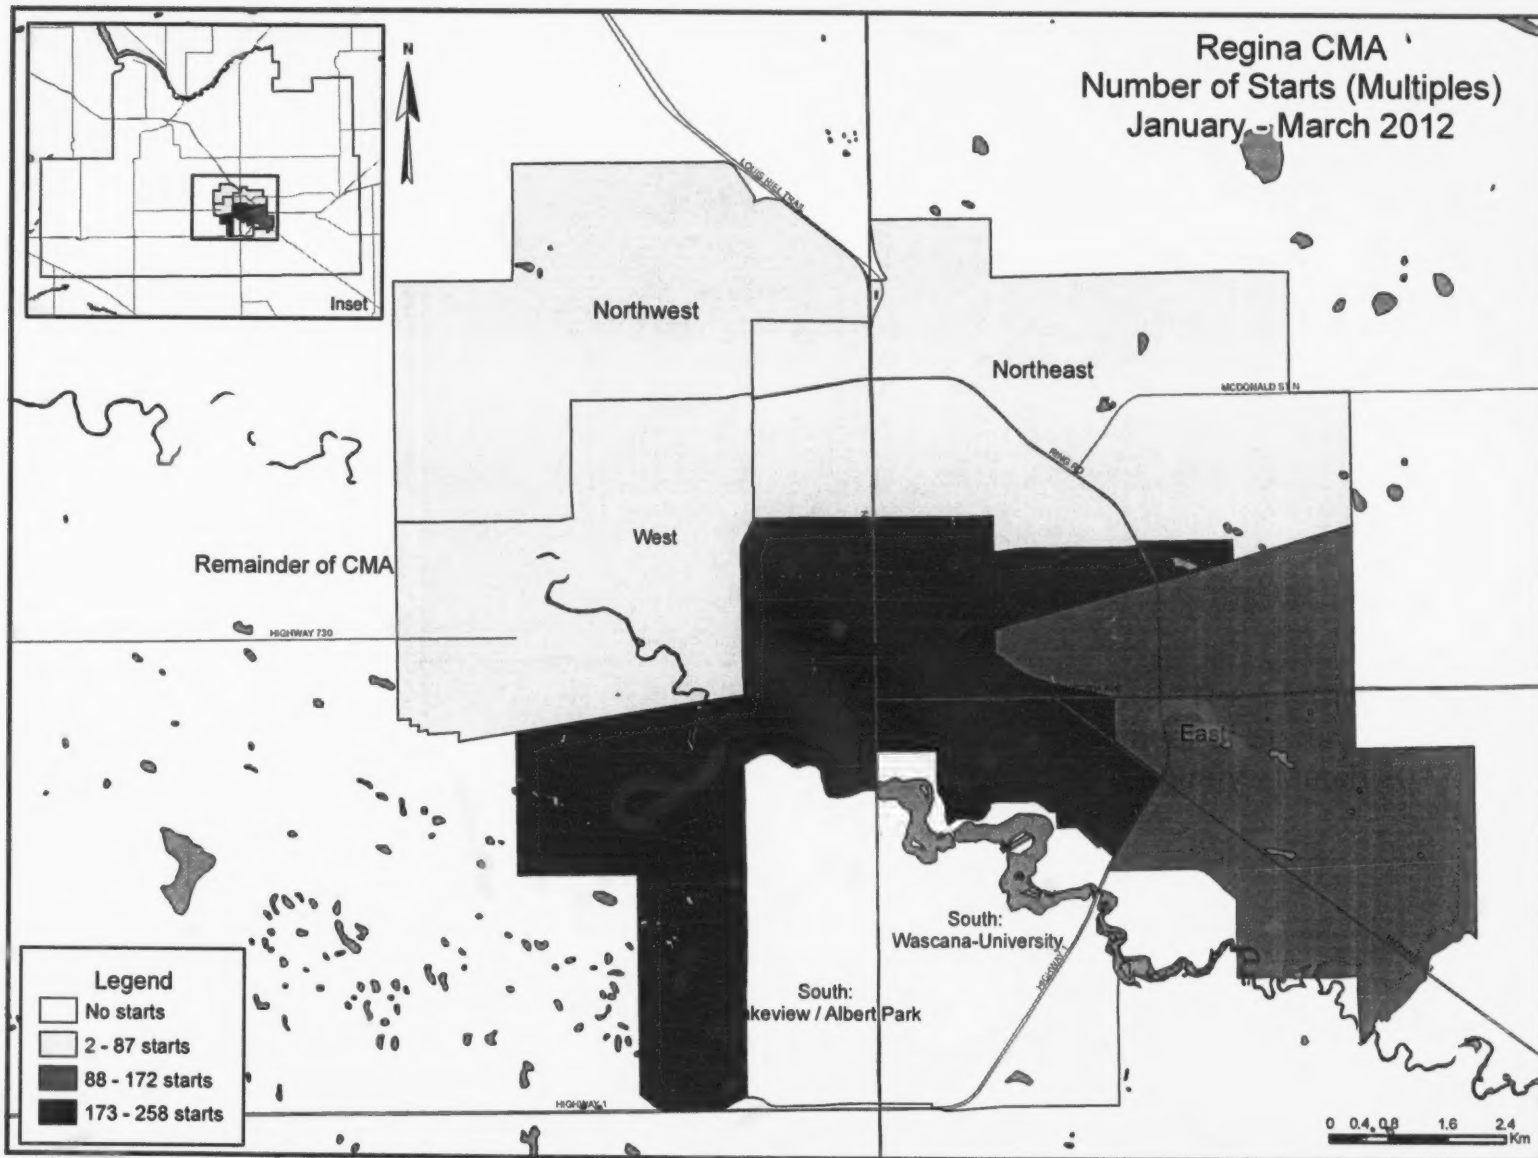 Regina CMA
Number of Starts (Multiples)
January - March 2012
N
Inset
LOUIS RIEL TRAIL
Northwest
Northeast
MCDONALD ST N
RING RD
West
Remainder of CMA
HIGHWAY 730
East
South:
Wascana-University
HIGHWAY
South:
akeview / Albert Park
HIGHWAY 1
Legend
No starts
2 - 87 starts
88 - 172 starts
173 - 258 starts
0 0.4 0.8 1.6 2.4
Km